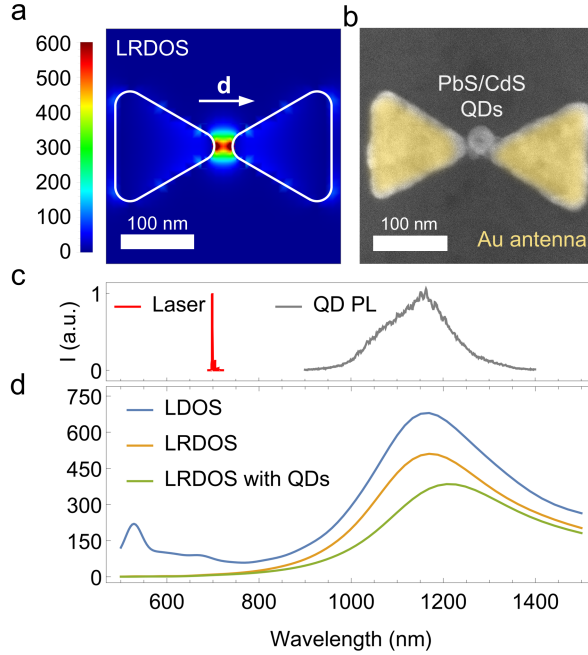 a
LRDOS
600
500
400
300
200
100
0
d
100 nm
b
PbS/CdS
QDs
100 nm
Au antenna
c
I (a.u.)
1
0
Laser
QD PL
d
750
600
450
300
150
0
LDOS
LRDOS
LRDOS with QDs
600 800 1000 1200 1400
Wavelength (nm)